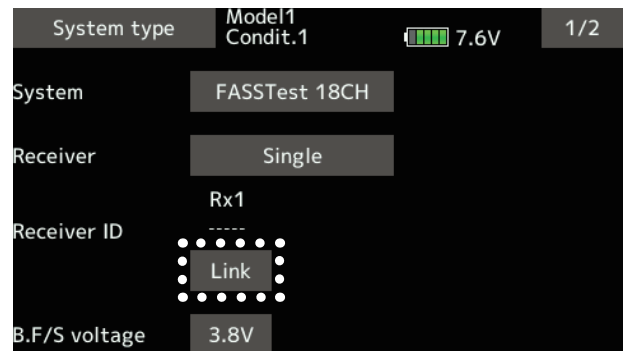 System type
Model1
Condit.1
7.6V
1/2
System
FASSTest 18CH
Receiver
Single
Rx1
Receiver ID
-----
Link
B.F/S voltage
3.8V